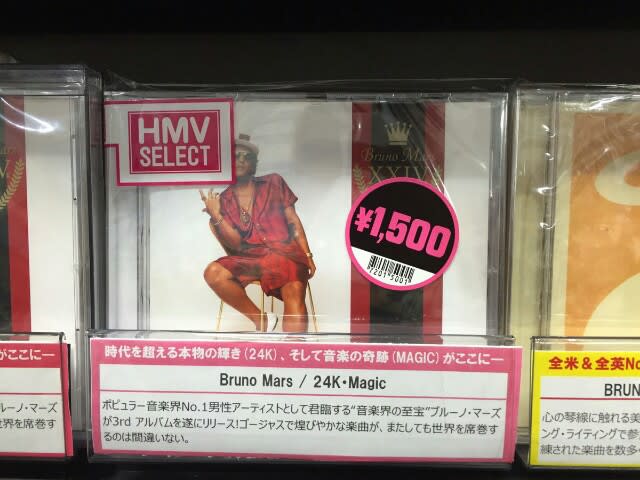 HMV
SELECT
Bruno Mars
XXIV
¥1,500
がここに―
時代を超える本物の輝き(24K)、そして音楽の奇跡(MAGIC)がここに―
Bruno Mars / 24K・Magic
ポピュラー音楽界No.1男性アーティストとして君臨する"音楽界の至宝"ブルーノ・マーズ
が3rd アルバムを遂にリリース!ゴージャスで煌びやかな楽曲が、またしても世界を席巻す
るのは間違いない。
ルーノ・マーズ
世界を席巻す
全米&全英No
BRUN
心の琴線に触れる美
ング・ライティングで参
練された楽曲を数多く